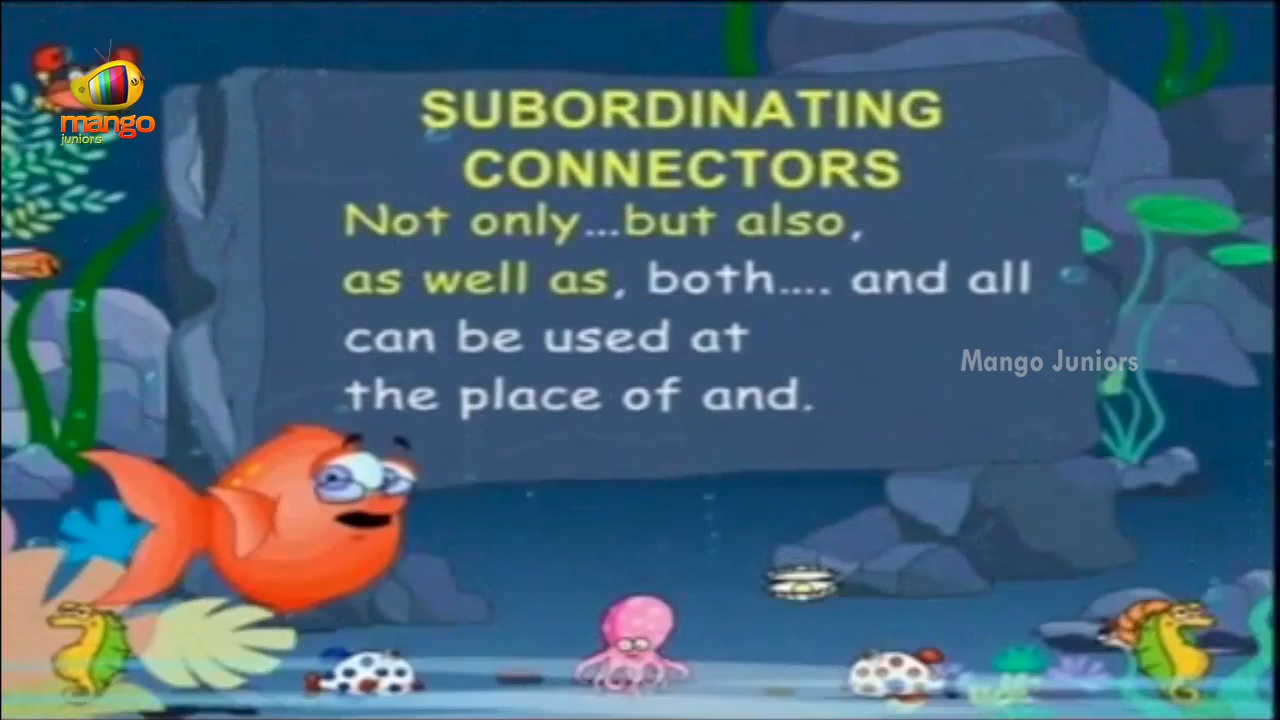 mango
juniors
SUBORDINATING
CONNECTORS
Not only...but also,
as well as, both.... and all
can be used at
the place of and.
Mango Juniors